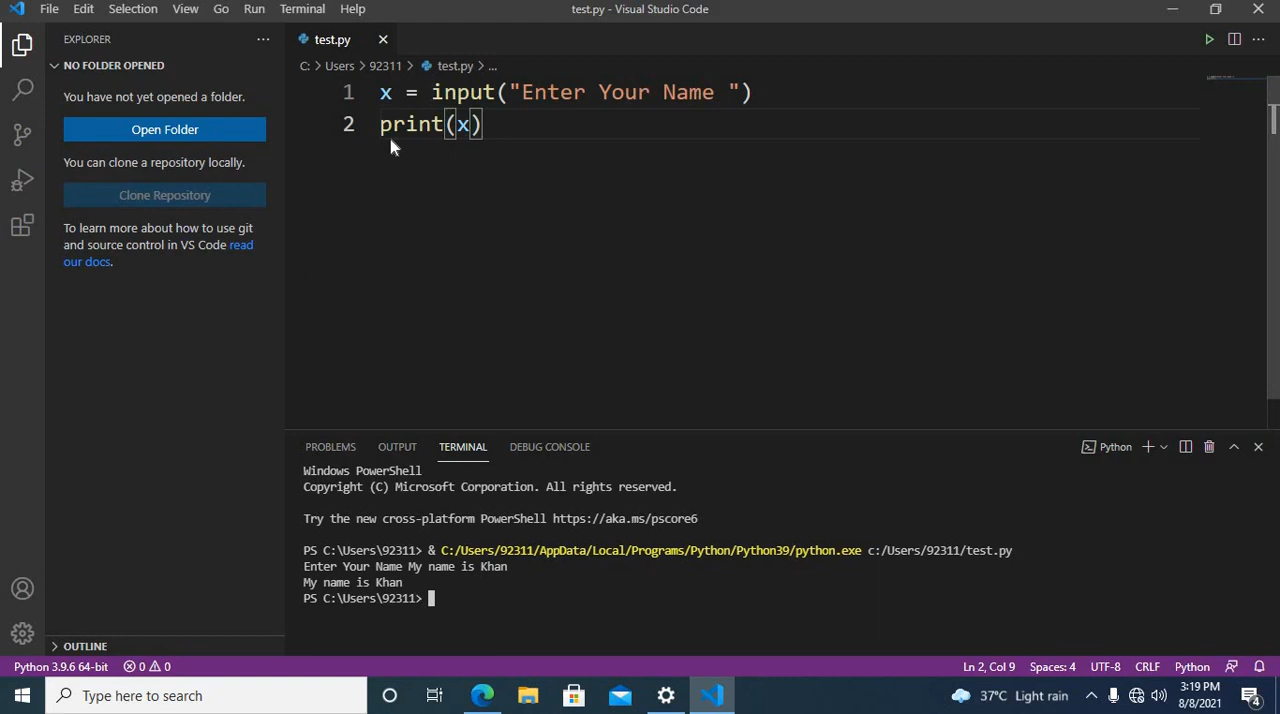 File Edit Selection View Go Run Terminal Help
test.py - Visual Studio Code
EXPLORER
NO FOLDER OPENED
You have not yet opened a folder.
Open Folder
You can clone a repository locally.
Clone Repository
To learn more about how to use git
and source control in VS Code read
our docs.
OUTLINE
test.py
C: > Users > 92311 > test.py > ...
1 x = input("Enter Your Name ")
2 print(x)
PROBLEMS OUTPUT TERMINAL DEBUG CONSOLE
Python
Windows PowerShell
Copyright (C) Microsoft Corporation. All rights reserved.
Try the new cross-platform PowerShell https://aka.ms/pscore6
PS C:\Users\92311> & C:/Users/92311/AppData/Local/Programs/Python/Python39/python.exe c:/Users/92311/test.py
Enter Your Name My name is Khan
My name is Khan
PS C:\Users\92311>
Python 3.9.6 64-bit 0 0
Ln 2, Col 9 Spaces: 4 UTF-8 CRLF Python
Type here to search
37°C Light rain
3:19 PM
8/8/2021
4